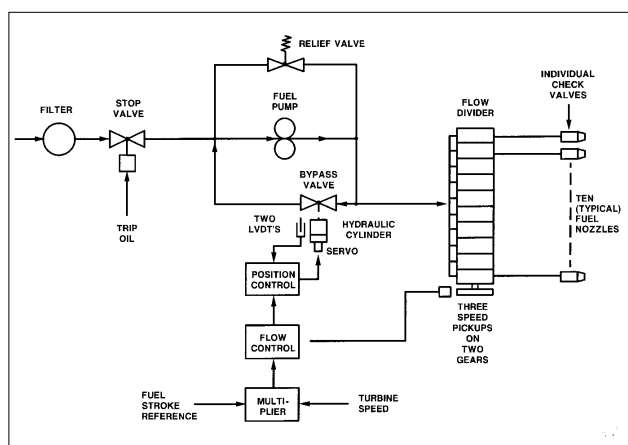 RELIEF VALVE
FILTER
STOP
VALVE
FUEL
PUMP
FLOW
DIVIDER
INDIVIDUAL
CHECK
VALVES
BYPASS
VALVE
TRIP
OIL
TWO
LVDT'S
HYDRAULIC
CYLINDER
SERVO
TEN
(TYPICAL)
FUEL
NOZZLES
POSITION
CONTROL
THREE
SPEED
PICKUPS
ON
TWO
GEARS
FLOW
CONTROL
FUEL
STROKE
REFERENCE
MULTI-
PLIER
TURBINE
SPEED